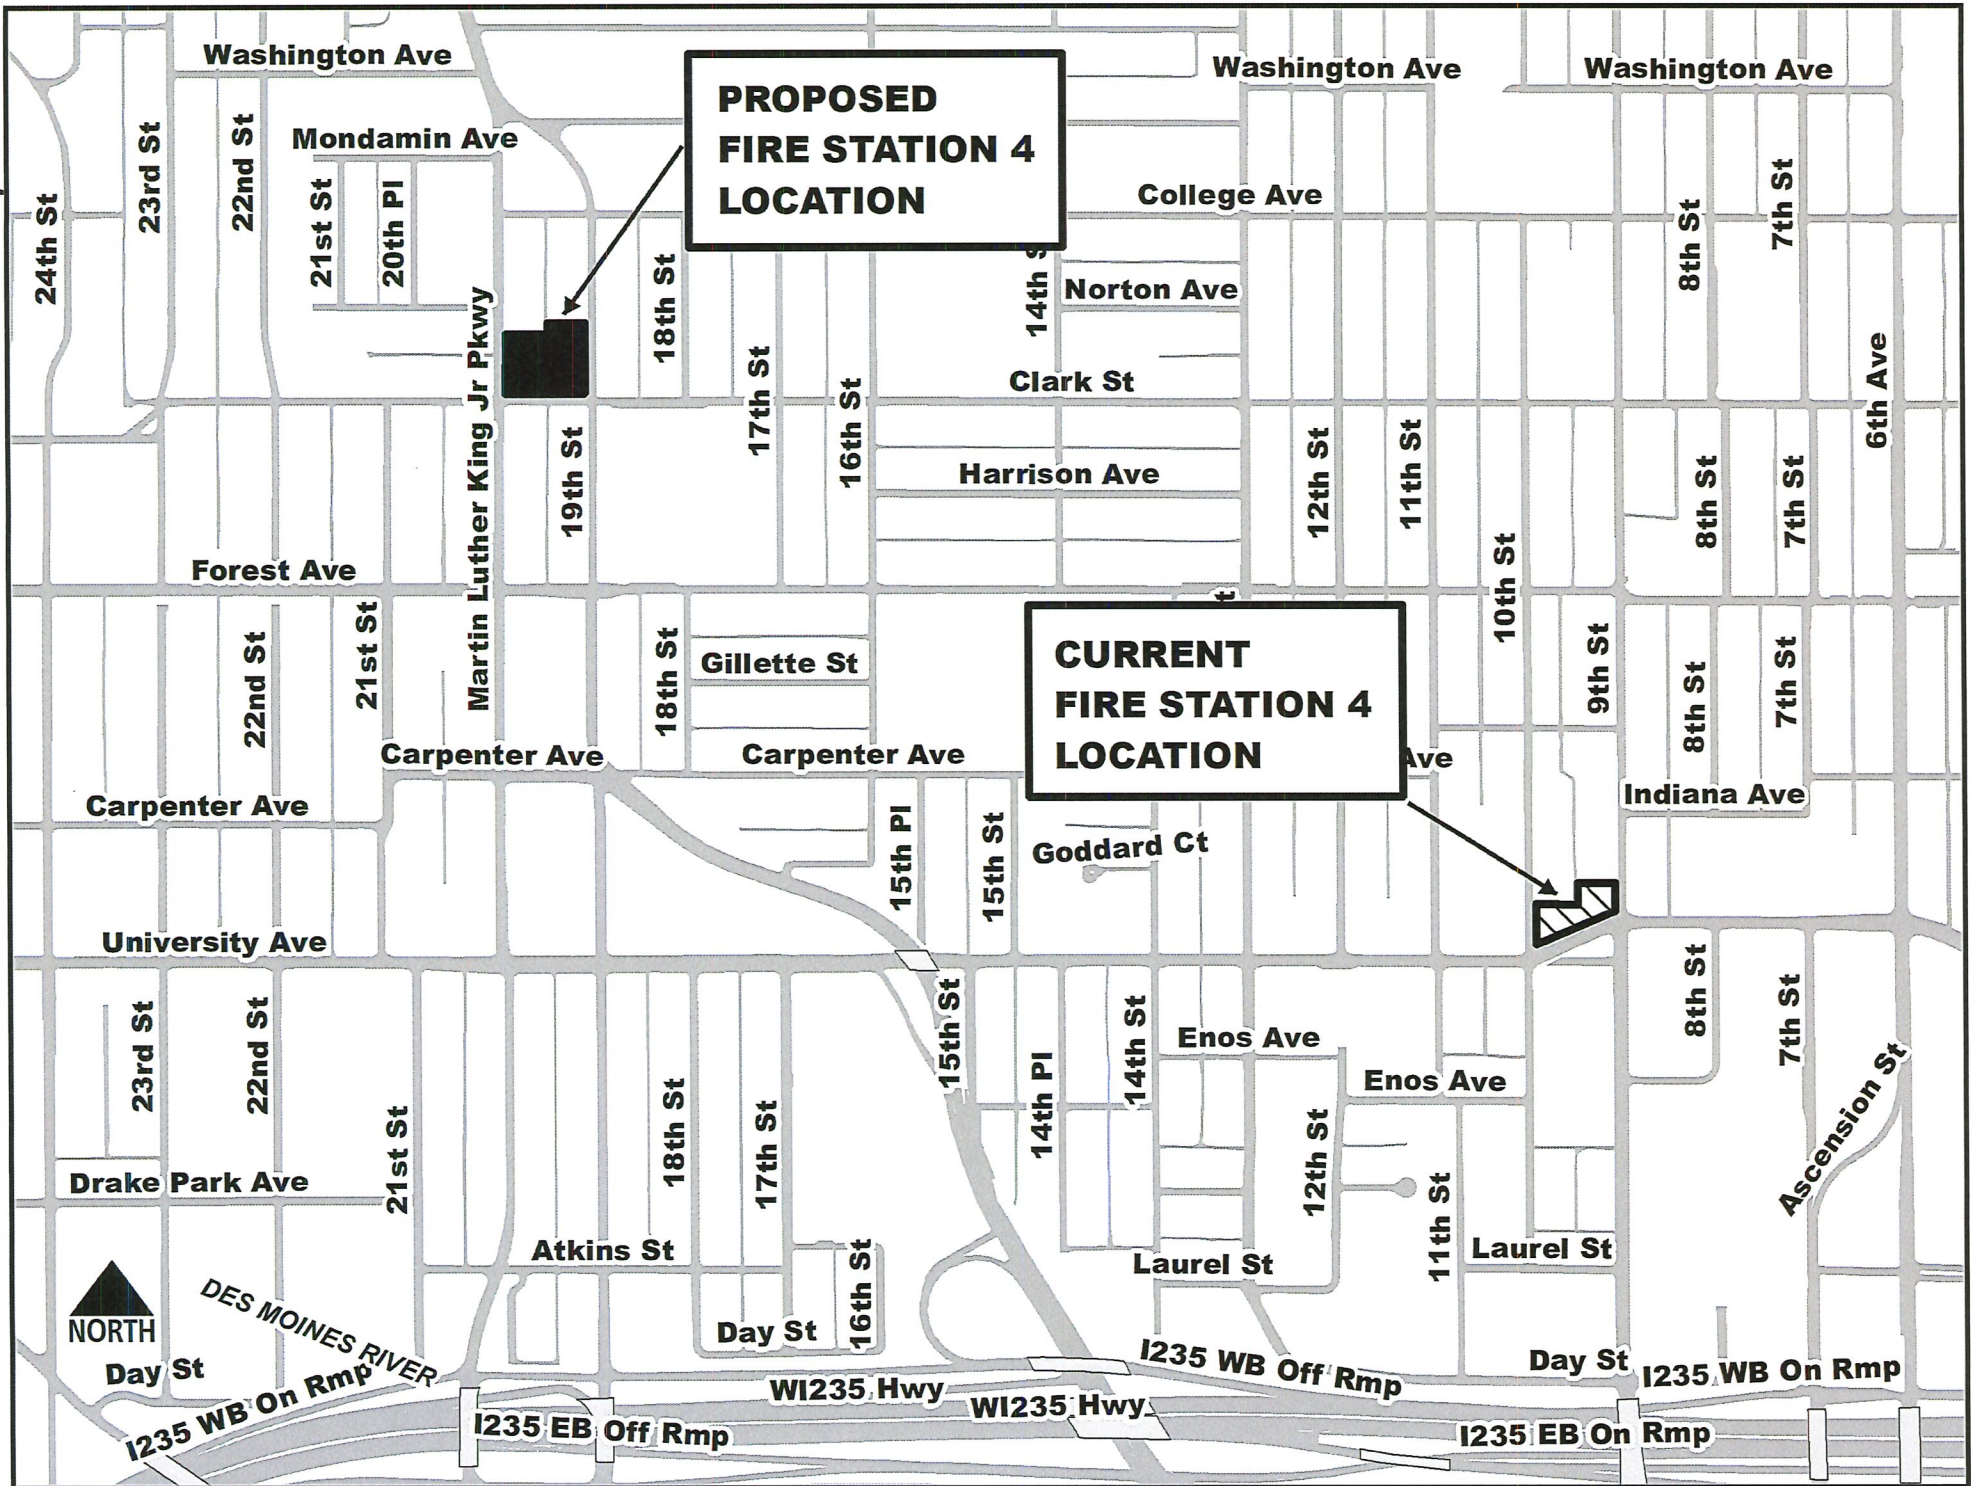 Washington Ave
Washington Ave
Washington Ave
PROPOSED
FIRE STATION 4
LOCATION
Mondamin Ave
23rd St
22nd St
24th St
21st St
20th Pl
College Ave
8th St
7th St
18th St
14th S
Norton Ave
Martin Luther King Jr Pkwy
17th St
16th St
Clark St
6th Ave
19th St
Harrison Ave
12th St
11th St
8th St
7th St
10th St
Forest Ave
t
22nd St
21st St
18th St
Gillette St
CURRENT
FIRE STATION 4
LOCATION
9th St
8th St
7th St
Carpenter Ave
Carpenter Ave
Ave
Carpenter Ave
Indiana Ave
15th Pl
15th St
Goddard Ct
University Ave
8th St
7th St
23rd St
22nd St
15th St
14th Pl
14th St
Enos Ave
Enos Ave
Ascension St
21st St
18th St
17th St
12th St
11th St
Drake Park Ave
Atkins St
16th St
Laurel St
Laurel St
NORTH
DES MOINES RIVER
Day St
Day St
Day St
I235 WB On Rmp
WI235 Hwy
WI235 Hwy
I235 WB Off Rmp
I235 WB On Rmp
I235 EB Off Rmp
I235 EB On Rmp